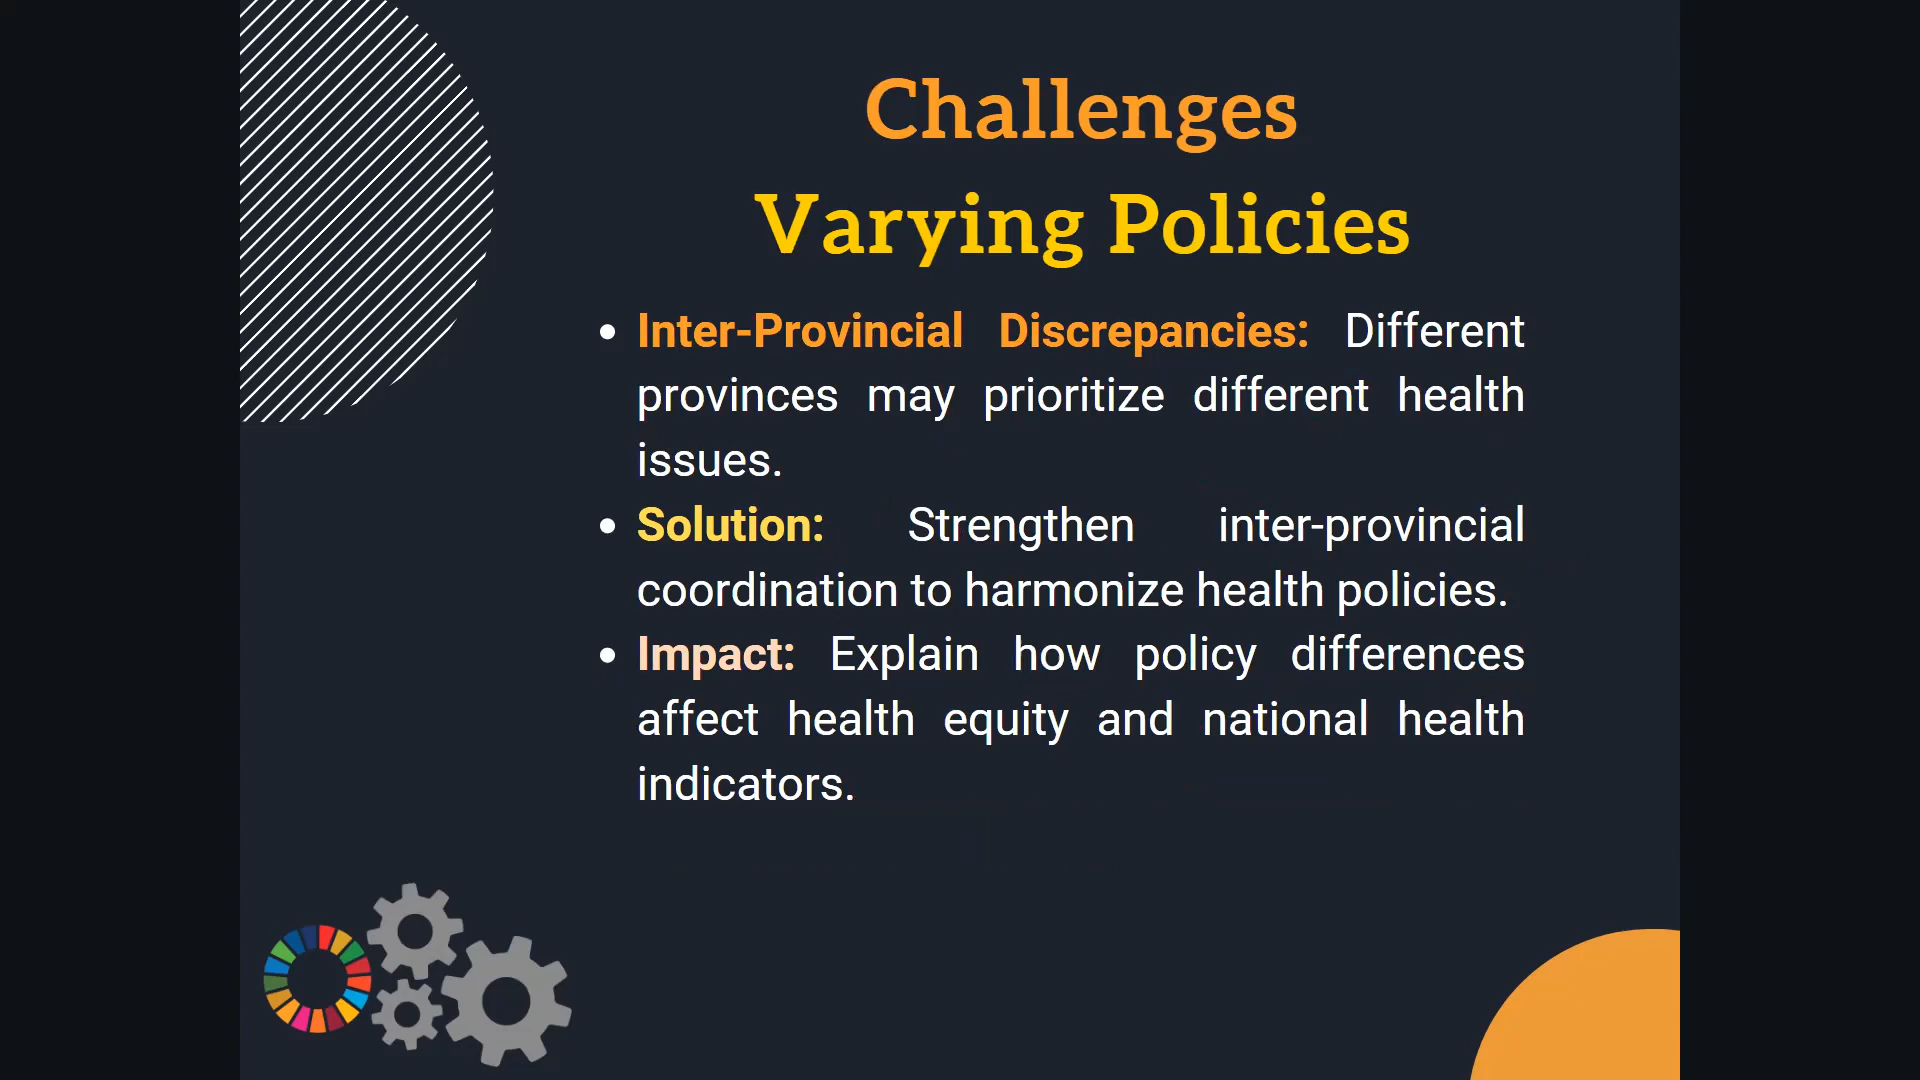 Challenges
Varying Policies
• Inter-Provincial Discrepancies: Different
provinces may prioritize different health
issues.
• Solution: Strengthen inter-provincial
coordination to harmonize health policies.
• Impact: Explain how policy differences
affect health equity and national health
indicators.